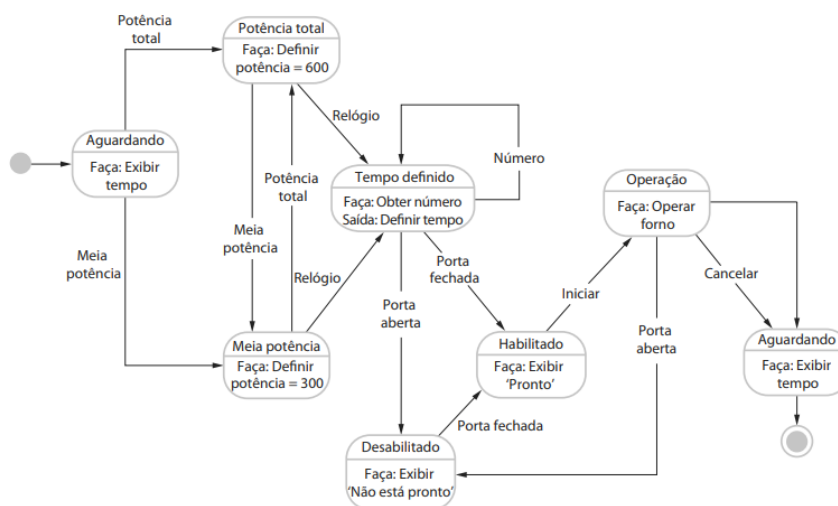 Potência
total
Potência total
Faça: Definir
potência = 600
Relógio
Número
Aguardando
Faça: Exibir
tempo
Potência
total
Tempo definido
Faça: Obter número
Saída: Definir tempo
Operação
Faça: Operar
forno
Meia
potência
Meia
potência
Relógio
Porta
fechada
Porta
aberta
Iniciar
Cancelar
Porta
aberta
Meia potência
Faça: Definir
potência = 300
Habilitado
Faça: Exibir
'Pronto'
Aguardando
Faça: Exibir
tempo
Porta fechada
Desabilitado
Faça: Exibir
'Não está pronto'